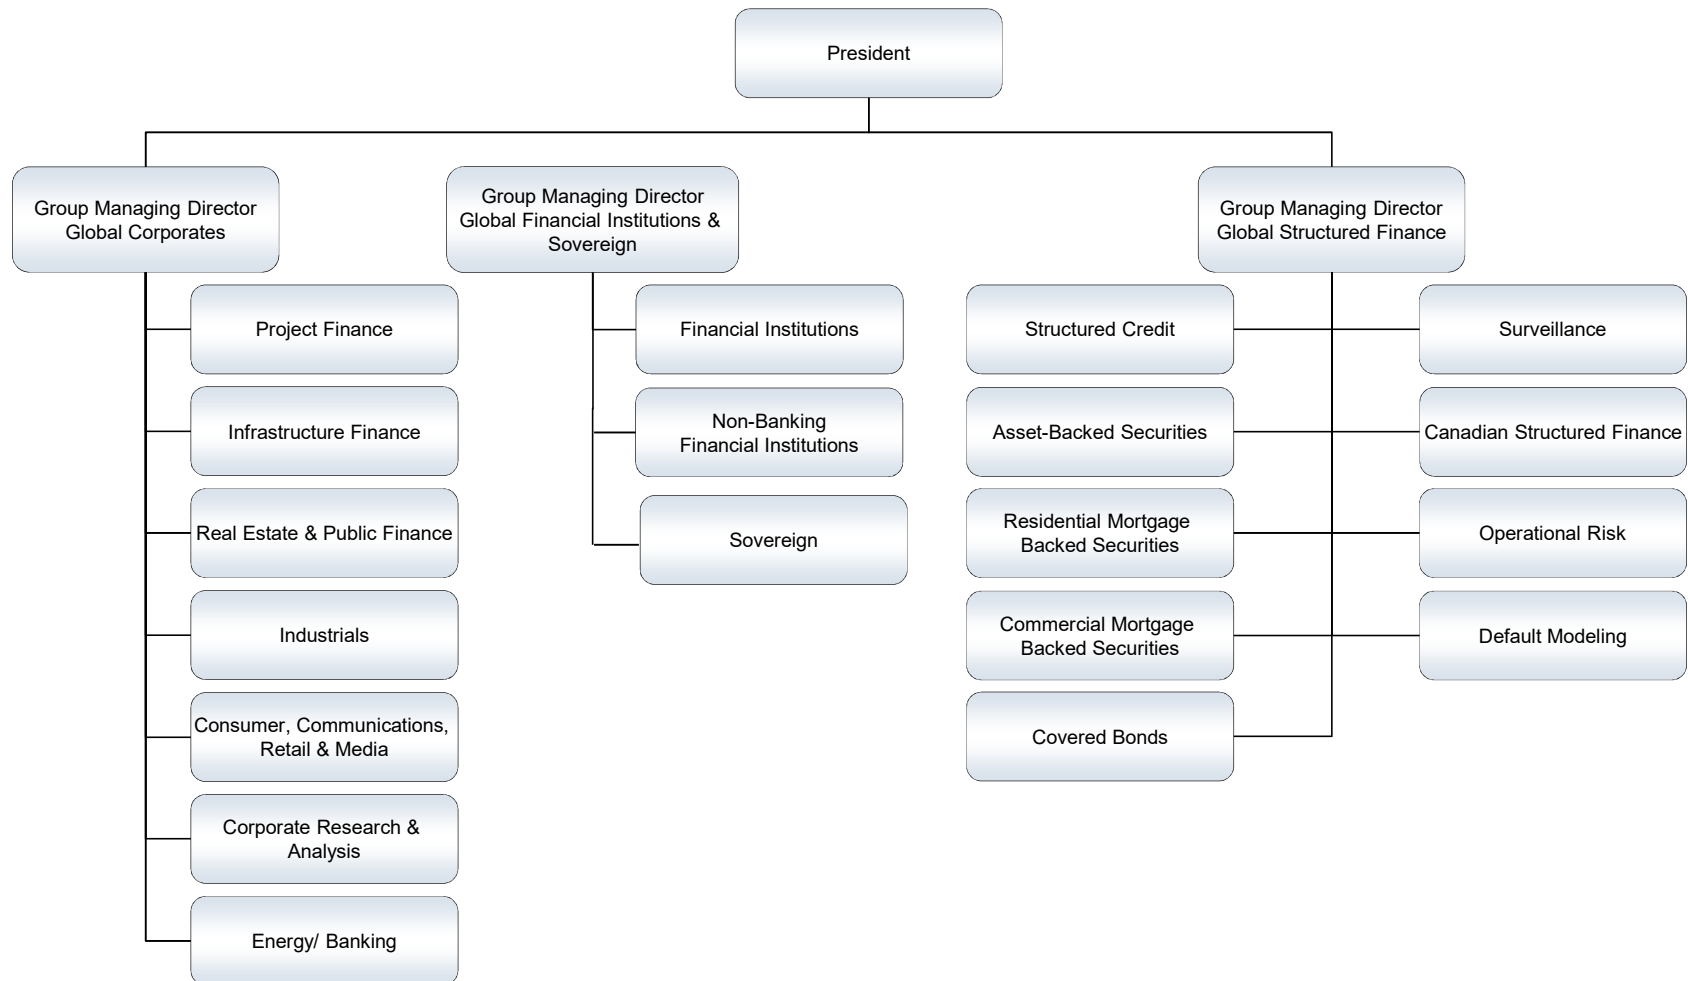 President
Group Managing Director
Global Corporates
Group Managing Director
Global Financial Institutions &
Sovereign
Group Managing Director
Global Structured Finance
Project Finance
Infrastructure Finance
Real Estate & Public Finance
Industrials
Consumer, Communications,
Retail & Media
Corporate Research &
Analysis
Energy/ Banking
Financial Institutions
Non-Banking
Financial Institutions
Sovereign
Structured Credit
Asset-Backed Securities
Residential Mortgage
Backed Securities
Commercial Mortgage
Backed Securities
Covered Bonds
Surveillance
Canadian Structured Finance
Operational Risk
Default Modeling